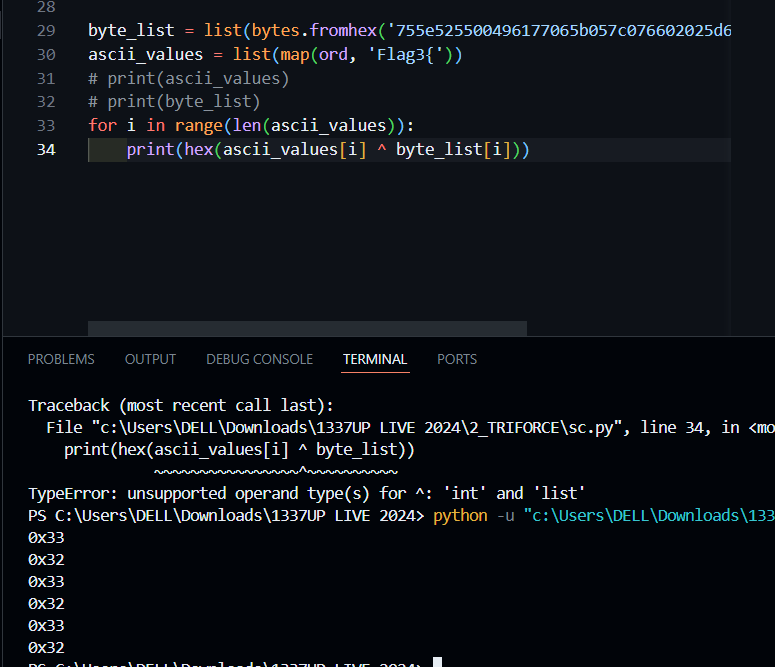 28
29 byte_list = list(bytes.fromhex('755e525500496177065b057c076602025d6
30 ascii_values = list(map(ord, 'Flag3{'))
31 # print(ascii_values)
32 # print(byte_list)
33 for i in range(len(ascii_values)):
34 print(hex(ascii_values[i] ^ byte_list[i]))
PROBLEMS OUTPUT DEBUG CONSOLE TERMINAL PORTS
Traceback (most recent call last):
File "c:\Users\DELL\Downloads\1337UP LIVE 2024\2_TRIFORCE\sc.py", line 34, in <mo
print(hex(ascii_values[i] ^ byte_list))
~~~~~~~~~~~~~~~~^~~~~~~~~~~
TypeError: unsupported operand type(s) for ^: 'int' and 'list'
PS C:\Users\DELL\Downloads\1337UP LIVE 2024> python -u "c:\Users\DELL\Downloads\133
0x33
0x32
0x33
0x32
0x33
0x32
PS C:\Users\DELL\Downloads\1337UP LIVE 2024>